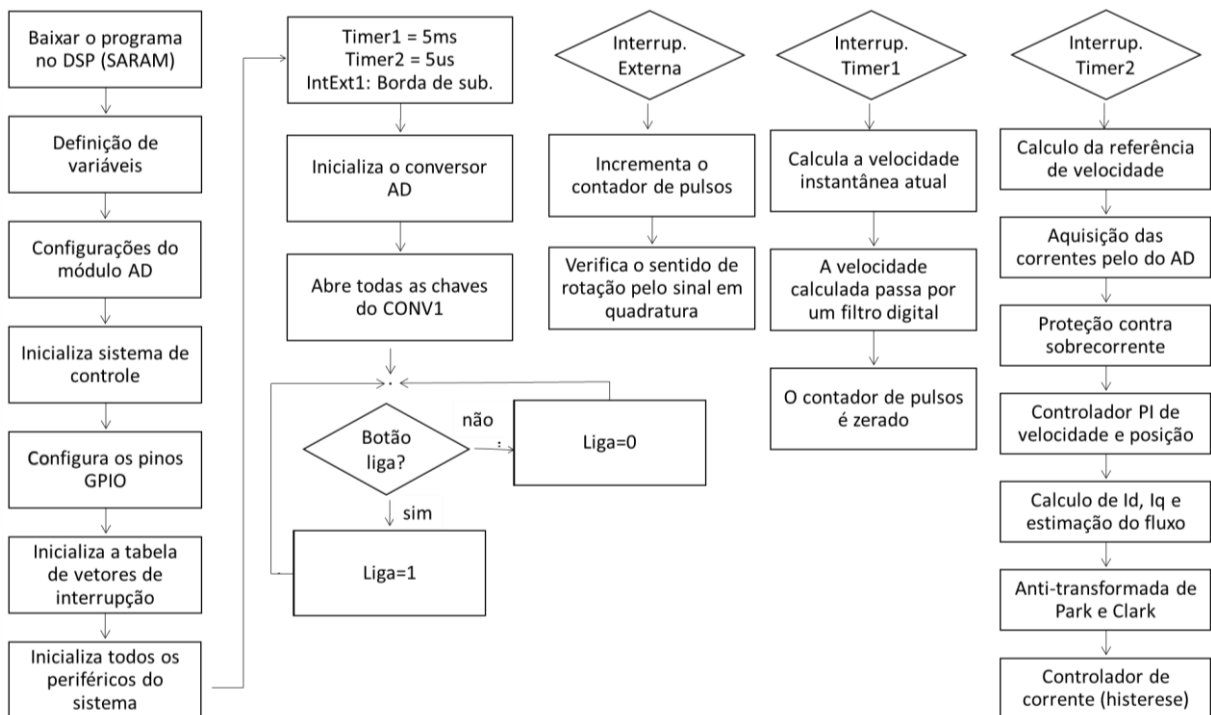 Baixar o programa
no DSP (SARAM)
Definição de
variáveis
Configurações do
módulo AD
Inicializa sistema de
controle
Configura os pinos
GPIO
Inicializa a tabela
de vetores de
interrupção
Inicializa todos os
periféricos do
sistema
Timer1 = 5ms
Timer2 = 5us
IntExt1: Borda de sub.
Inicializa o conversor
AD
Abre todas as chaves
do CONV1
Botão
liga?
não
Liga=0
sim
Liga=1
Interrup.
Externa
Incrementa o
contador de pulsos
Verifica o sentido de
rotação pelo sinal em
quadratura
Interrup.
Timer1
Calcula a velocidade
instantânea atual
A velocidade
calculada passa por
um filtro digital
O contador de pulsos
é zerado
Interrup.
Timer2
Calculo da referência
de velocidade
Aquisição das
correntes pelo do AD
Proteção contra
sobrecorrente
Controlador PI de
velocidade e posição
Calculo de Id, Iq e
estimação do fluxo
Anti-transformada de
Park e Clark
Controlador de
corrente (histerese)